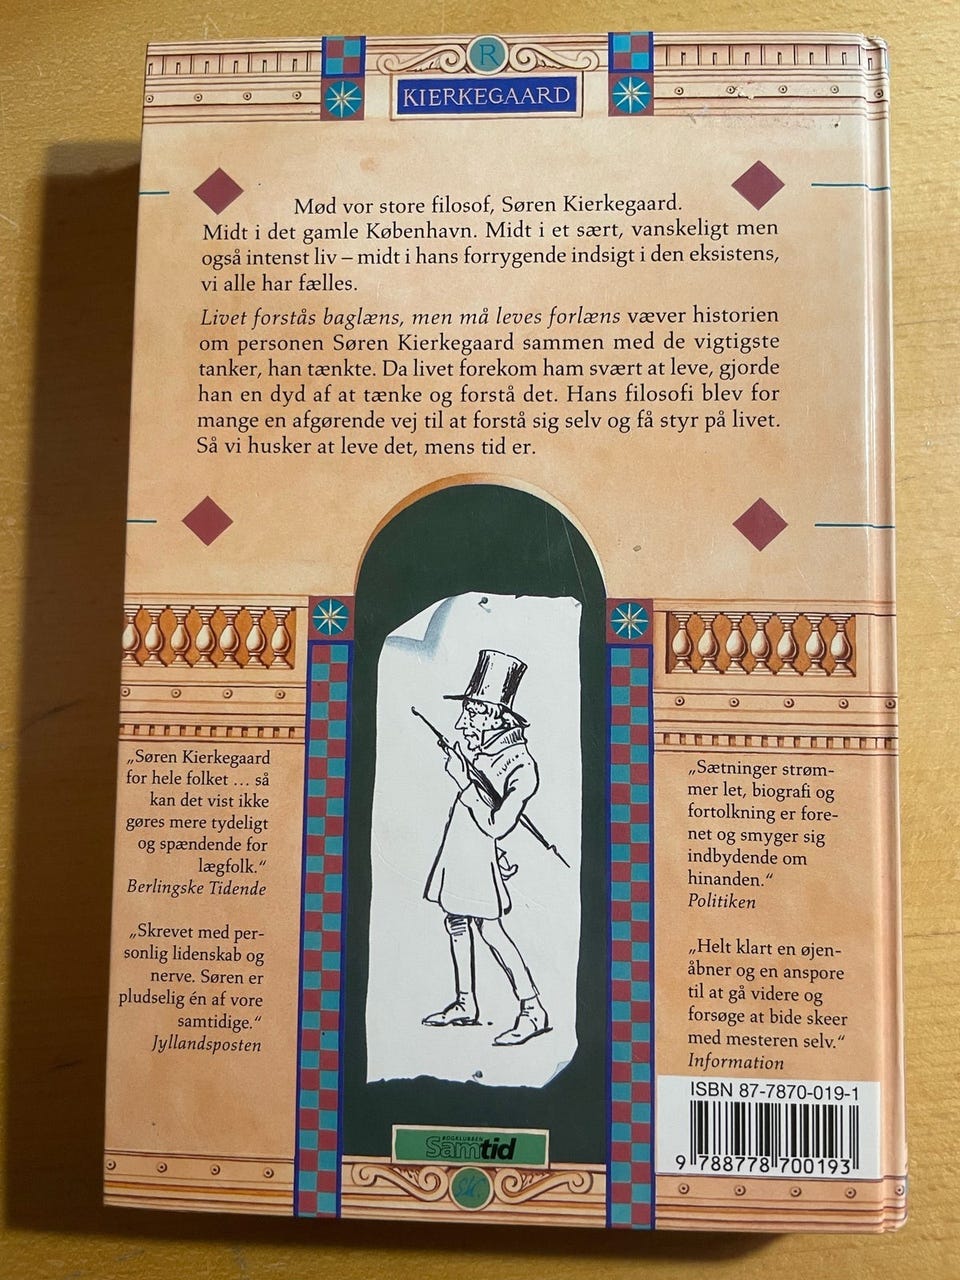 R
KIERKEGAARD
Mød vor store filosof, Søren Kierkegaard.
Midt i det gamle København. Midt i et sært, vanskeligt men
også intenst liv – midt i hans forrygende indsigt i den eksistens,
vi alle har fælles.
Livet forstås baglæns, men må leves forlæns væver historien
om personen Søren Kierkegaard sammen med de vigtigste
tanker, han tænkte. Da livet forekom ham svært at leve, gjorde
han en dyd af at tænke og forstå det. Hans filosofi blev for
mange en afgørende vej til at forstå sig selv og få styr på livet.
Så vi husker at leve det, mens tid er.
„Søren Kierkegaard
for hele folket ... så
kan det vist ikke
gøres mere tydeligt
og spændende for
lægfolk.“
Berlingske Tidende
„Skrevet med per-
sonlig lidenskab og
nerve. Søren er
pludselig én af vore
samtidige.“
Jyllandsposten
„Sætninger strøm-
mer let, biografi og
fortolkning er fore-
net og smyger sig
indbydende om
hinanden.“
Politiken
„Helt klart en øjen-
åbner og en anspore
til at gå videre og
forsøge at bide skeer
med mesteren selv.“
Information
ISBN 87-7870-019-1
9 788778 700193
BOGKLUBBEN
Samtid
S.K.